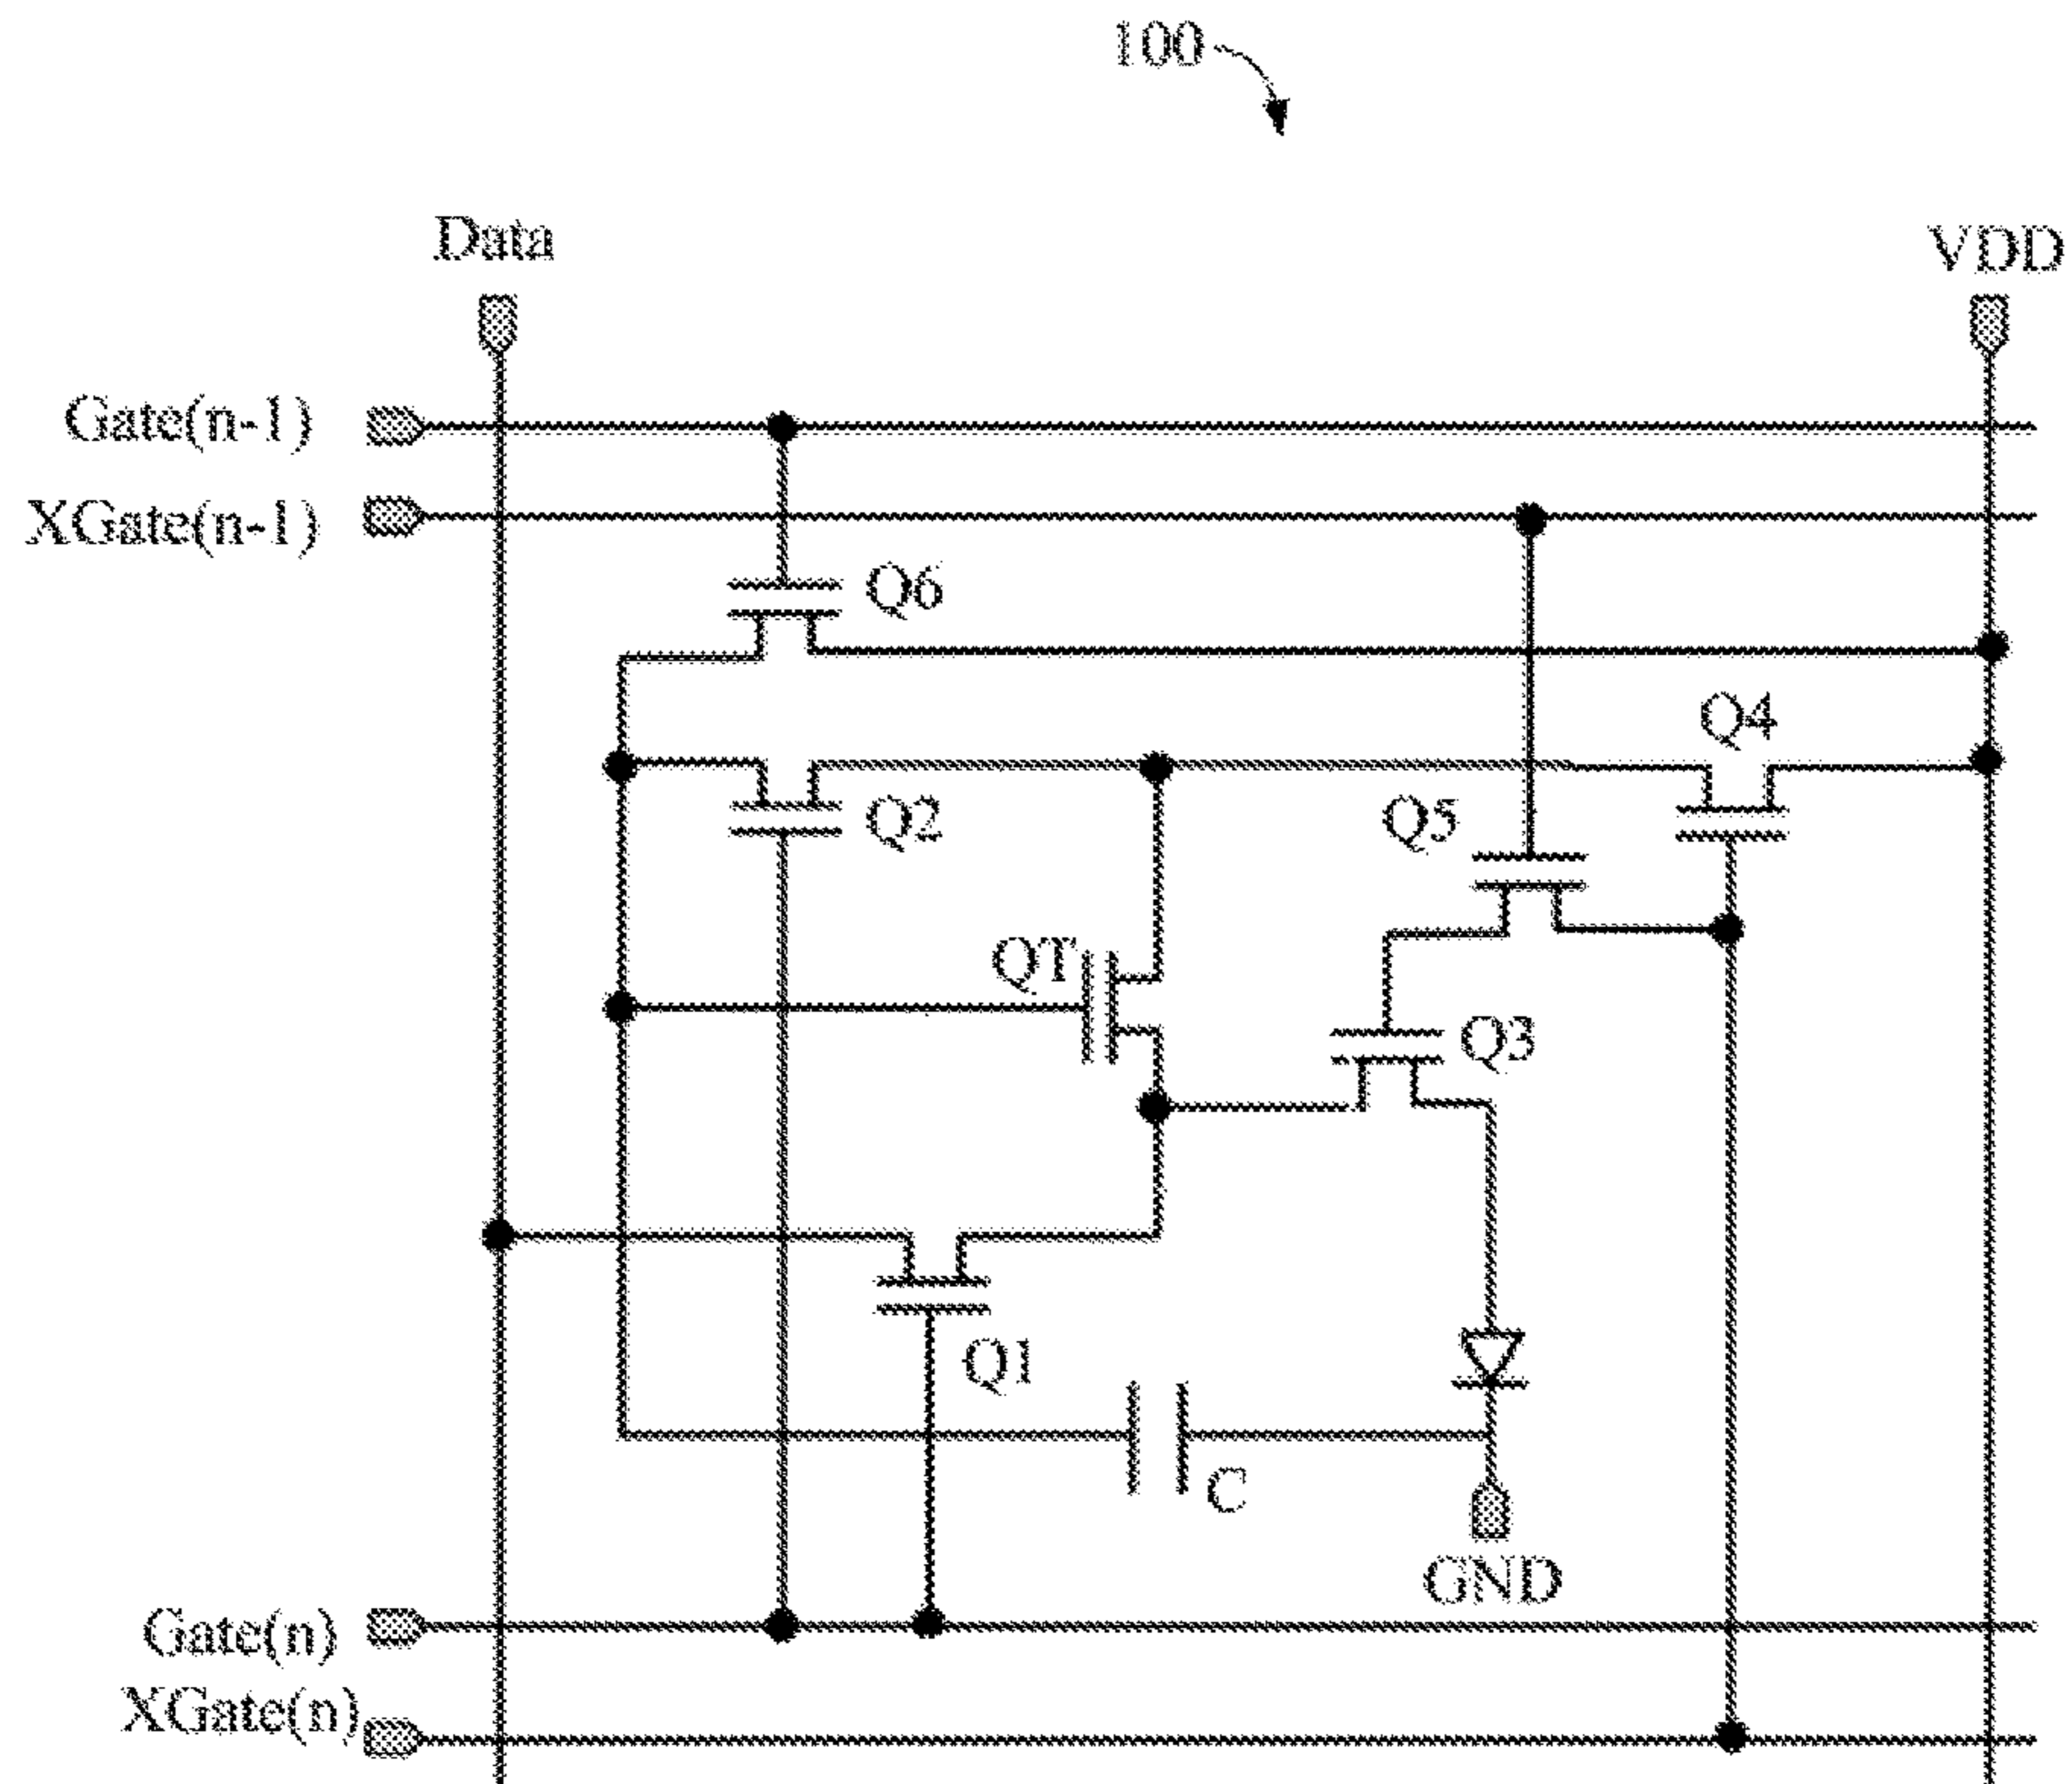 100
Data
VDD
Gate(n-1)
XGate(n-1)
Q6
Q4
Q2
Q5
QT
Q3
Q1
C
GND
Gate(n)
XGate(n)